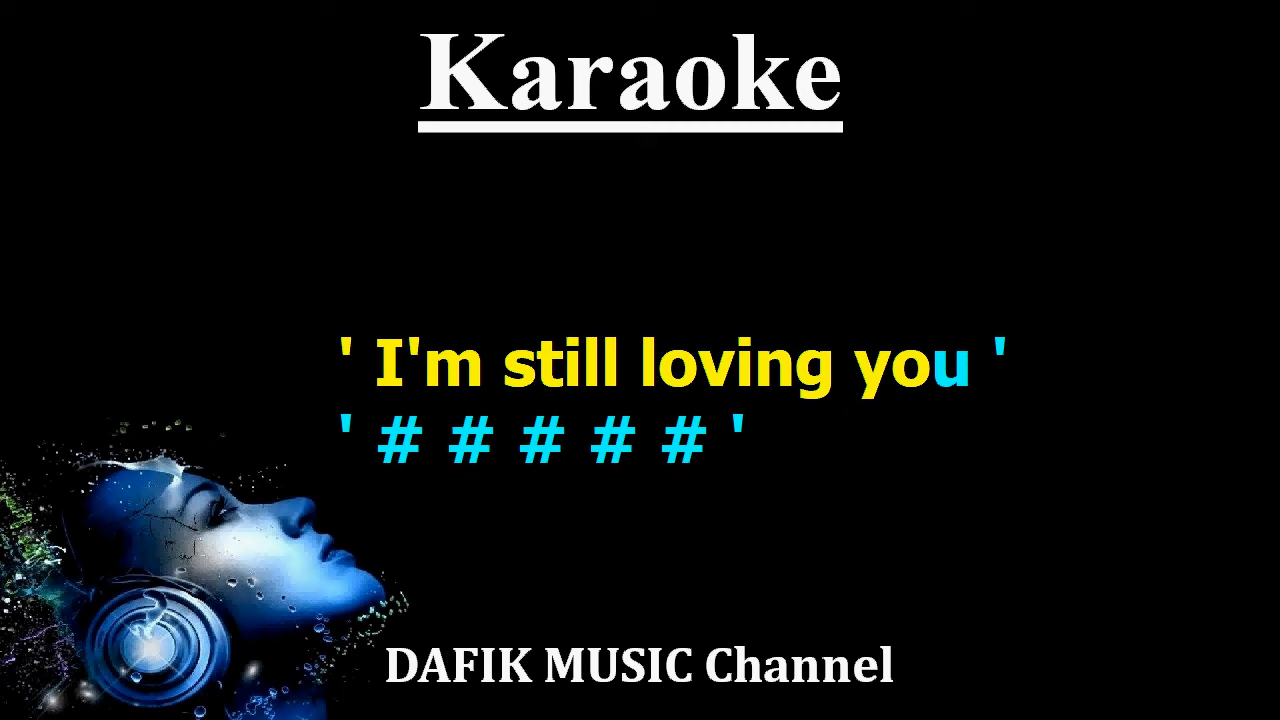 Karaoke
' I'm still loving you '
' # # # # # '
DAFIK MUSIC Channel